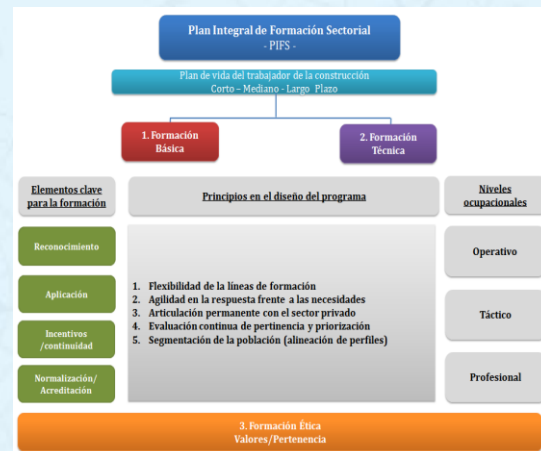 Plan Integral de Formación Sectorial
- PIFS -
Plan de vida del trabajador de la construcción
Corto – Mediano - Largo Plazo
1. Formación
Básica
2. Formación
Técnica
Elementos clave
para la formación
Principios en el diseño del programa
Niveles
ocupacionales
Reconocimiento
Aplicación
Incentivos
/continuidad
Normalización/
Acreditación
1. Flexibilidad de la líneas de formación
2. Agilidad en la respuesta frente a las necesidades
3. Articulación permanente con el sector privado
4. Evaluación continua de pertinencia y priorización
5. Segmentación de la población (alineación de perfiles)
Operativo
Táctico
Profesional
3. Formación Ética
Valores/Pertenencia